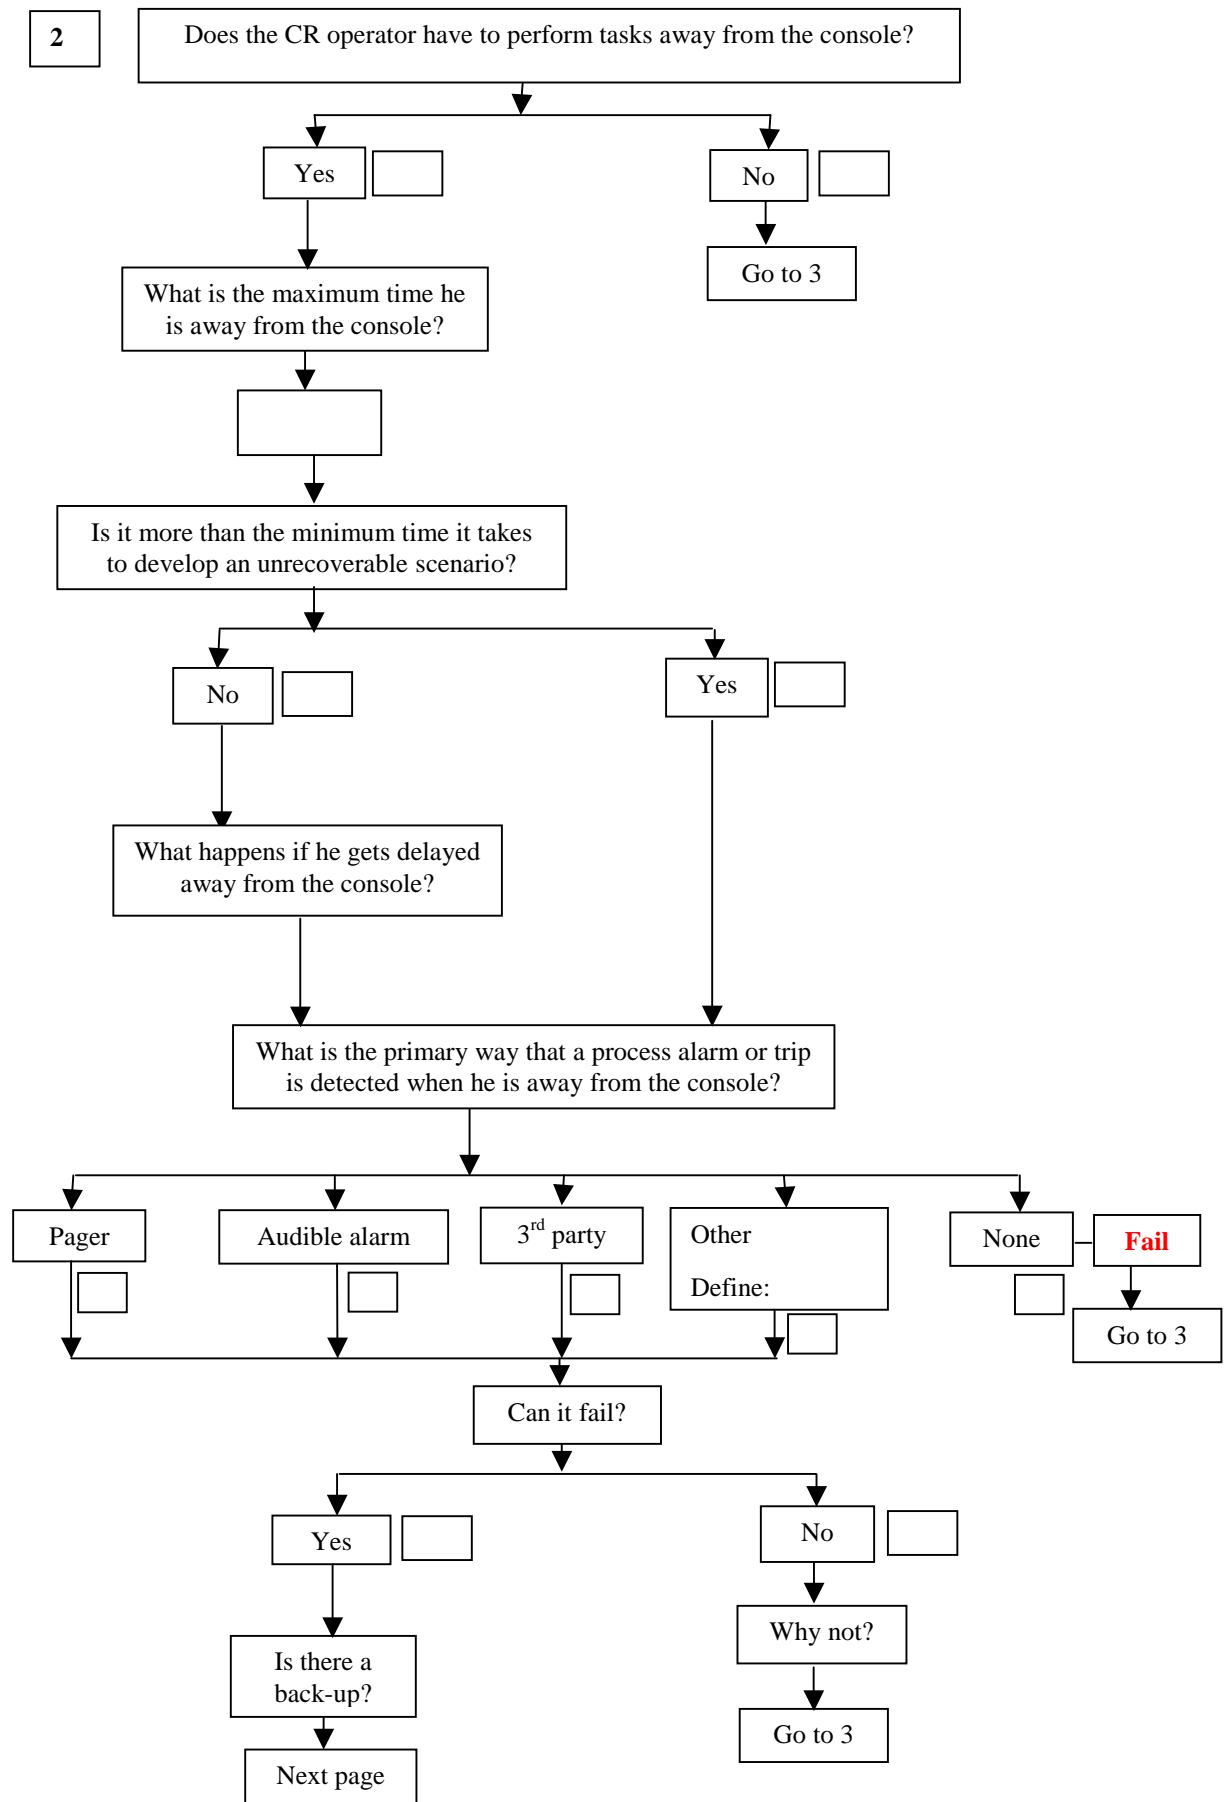 2
Does the CR operator have to perform tasks away from the console?
Yes
No
Go to 3
What is the maximum time he
is away from the console?
Is it more than the minimum time it takes
to develop an unrecoverable scenario?
No
Yes
What happens if he gets delayed
away from the console?
What is the primary way that a process alarm or trip
is detected when he is away from the console?
Pager
Audible alarm
3rd party
Other
Define:
None
Fail
Go to 3
Can it fail?
Yes
No
Why not?
Is there a
back-up?
Go to 3
Next page